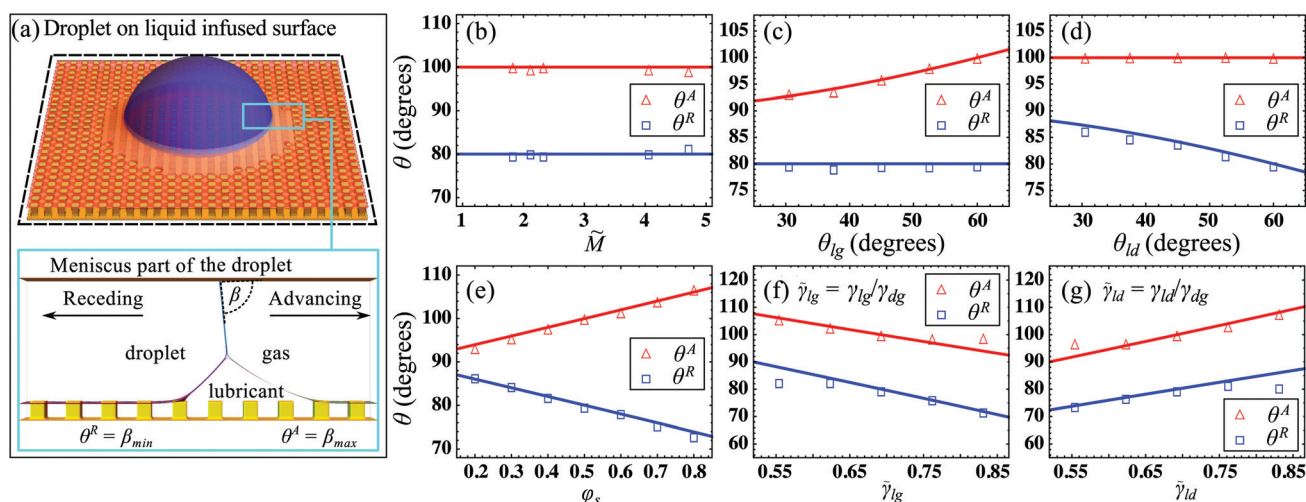 (a) Droplet on liquid infused surface
Meniscus part of the droplet
Receding
β
Advancing
droplet
gas
lubricant
θ^R = β_min
θ^A = β_max
(b)
110
100
90
80
70
θ (degrees)
θ^A
θ^R
1 2 3 4 5
M̃
(c)
100
95
90
85
80
75
θ^A
θ^R
30 40 50 60
θ_lg (degrees)
(d)
100
95
90
85
80
75
θ^A
θ^R
30 40 50 60
θ_ld (degrees)
(e)
110
100
90
80
70
θ (degrees)
θ^A
θ^R
0.2 0.3 0.4 0.5 0.6 0.7 0.8
φ_s
(f) γ̃_lg = γ_lg/γ_dg
120
110
100
90
80
70
60
θ^A
θ^R
0.55 0.65 0.75 0.85
γ̃_lg
(g) γ̃_ld = γ_ld/γ_dg
120
110
100
90
80
70
60
θ^A
θ^R
0.55 0.65 0.75 0.85
γ̃_ld